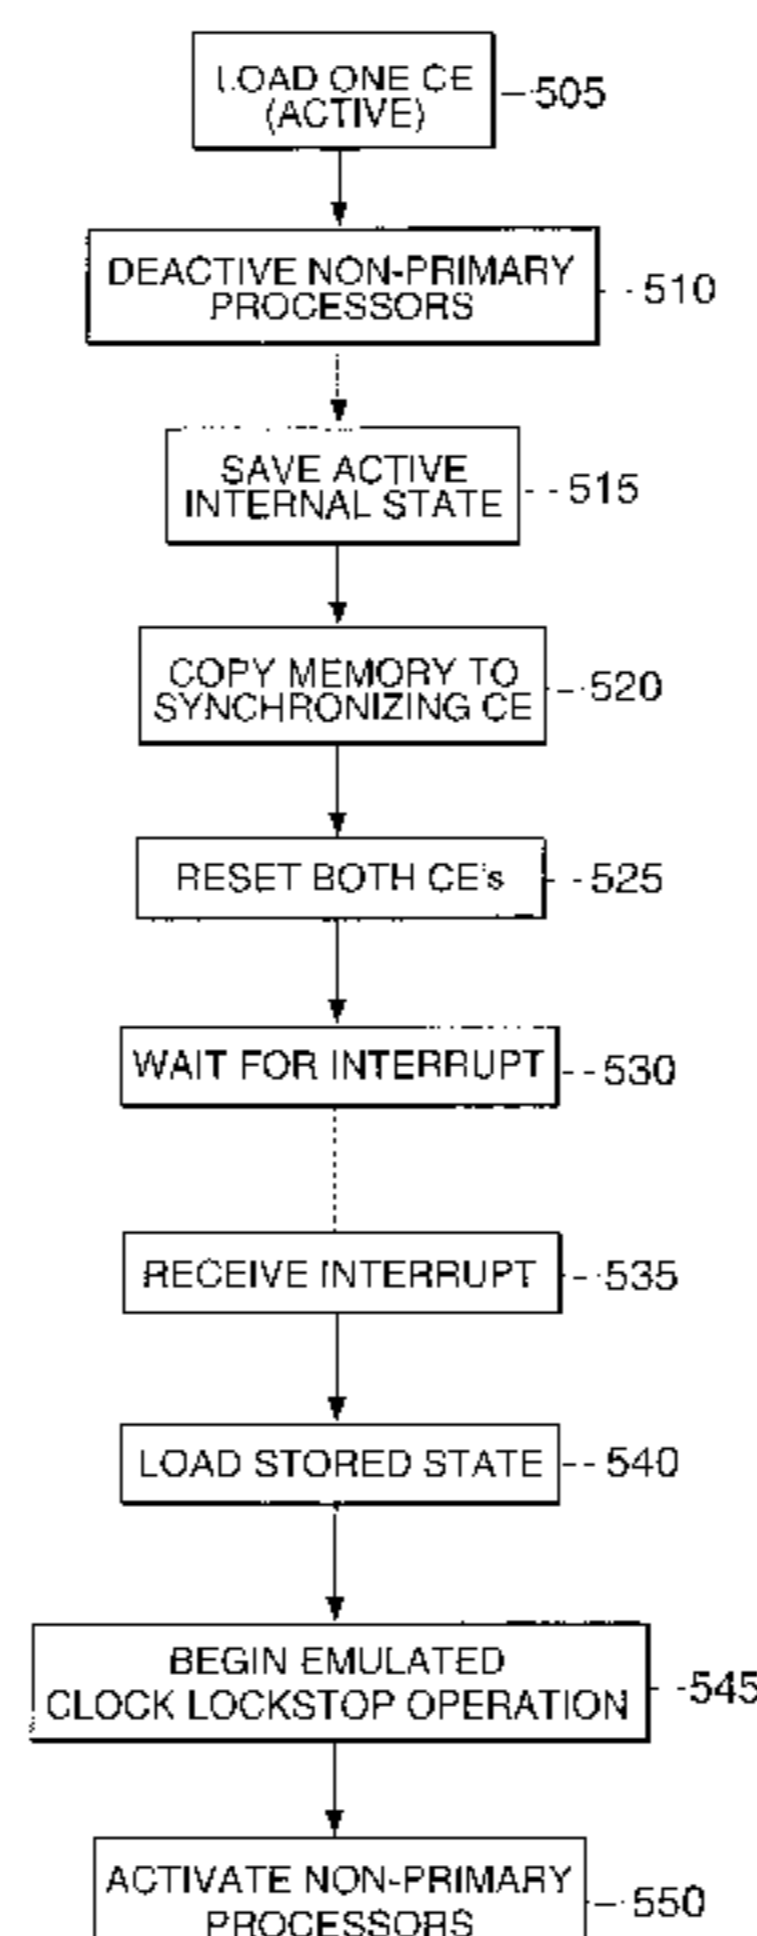 LOAD ONE CE
(ACTIVE)
505
DEACTIVE NON-PRIMARY
PROCESSORS
510
SAVE ACTIVE
INTERNAL STATE
515
COPY MEMORY TO
SYNCHRONIZING CE
520
RESET BOTH CE's
525
WAIT FOR INTERRUPT
530
RECEIVE INTERRUPT
535
LOAD STORED STATE
540
BEGIN EMULATED
CLOCK LOCKSTOP OPERATION
545
ACTIVATE NON-PRIMARY
PROCESSORS
550